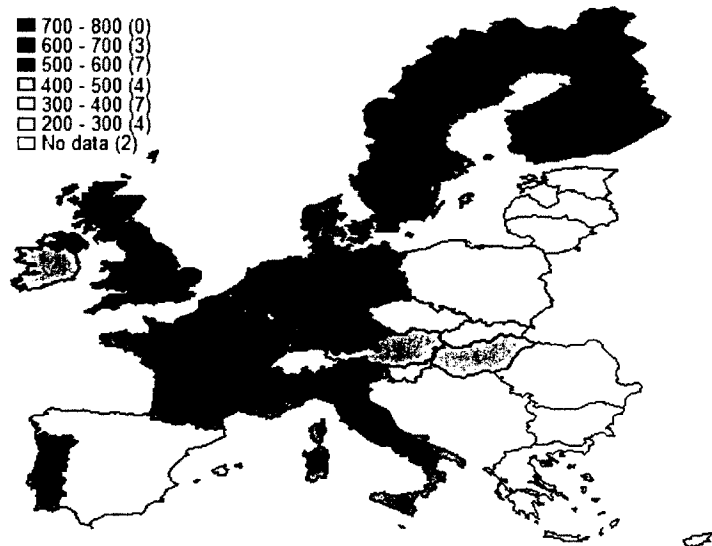 700 - 800 (0)
600 - 700 (3)
500 - 600 (7)
400 - 500 (4)
300 - 400 (7)
200 - 300 (4)
No data (2)